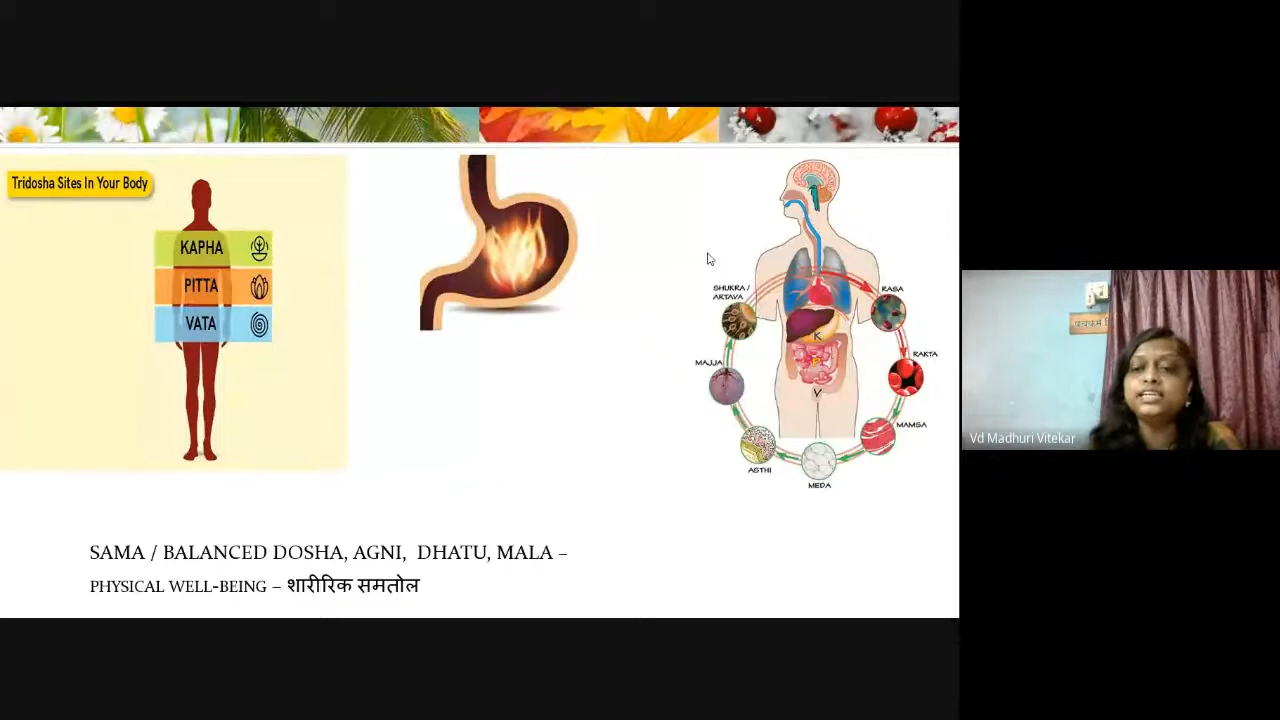 Tridosha Sites In Your Body
KAPHA
PITTA
VATA
SHUKRA / ARTAVA
RASA
RAKTA
MAJJA
MAMSA
ASTHI
MEDA
K
P
V
SAMA / BALANCED DOSHA, AGNI, DHATU, MALA –
PHYSICAL WELL-BEING – शारीरिक समतोल
Vd Madhuri Vitekar